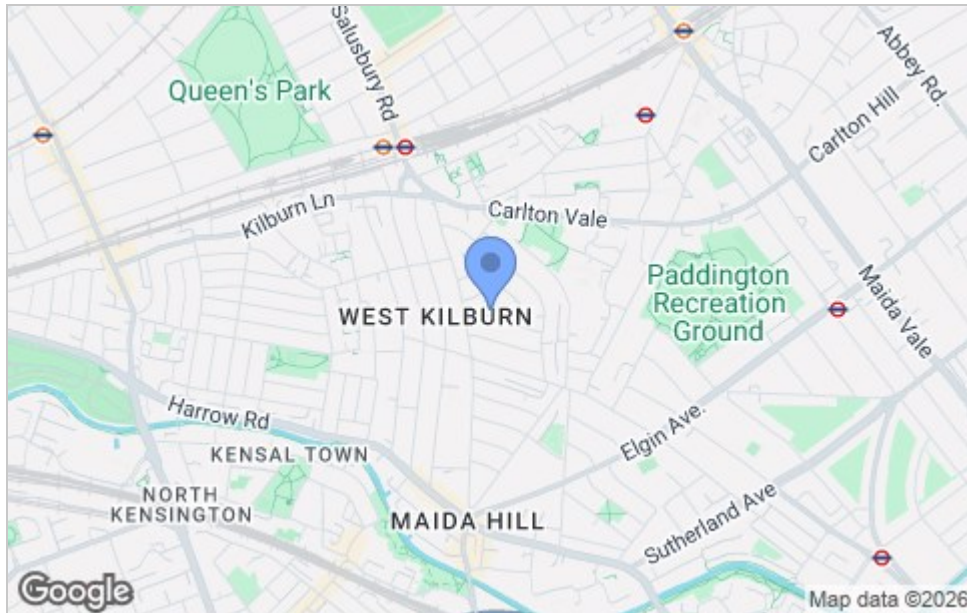 Salusbury Rd
Abbey Rd.
Queen's Park
Carlton Hill
Kilburn Ln
Carlton Vale
Paddington
Recreation
Ground
Maida Vale
WEST KILBURN
Harrow Rd
Elgin Ave.
KENSAL TOWN
NORTH
KENSINGTON
MAIDA HILL
Sutherland Ave
Google
Map data ©2026